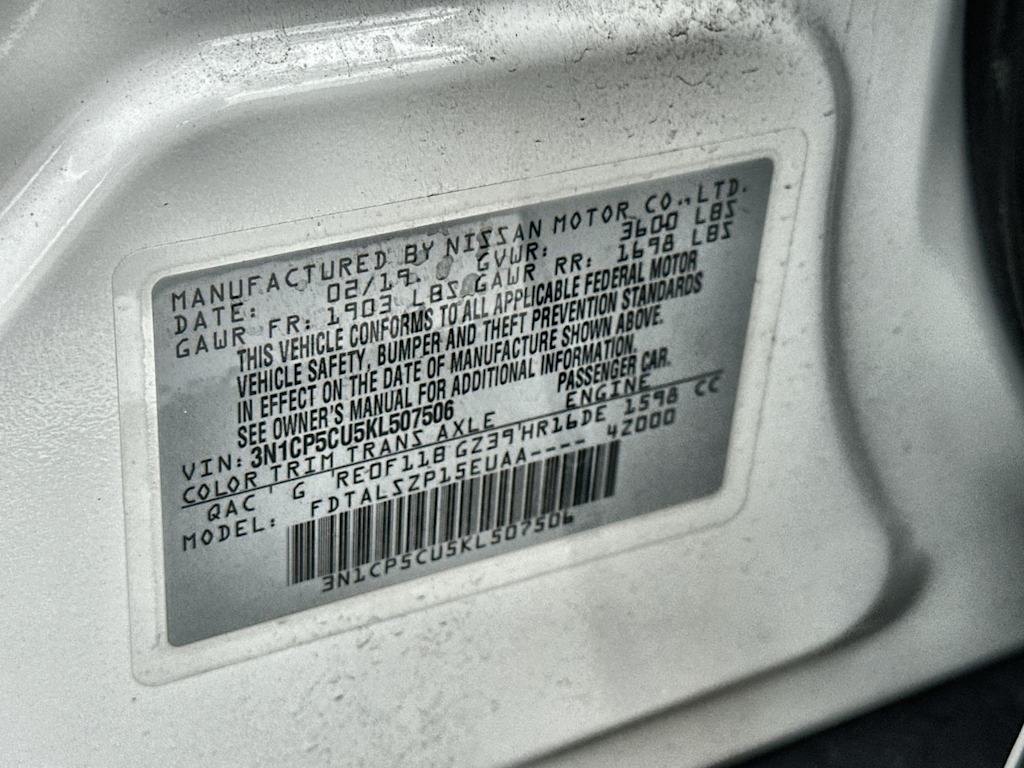 MANUFACTURED BY NISSAN MOTOR CO., LTD.
DATE: 02/19 GVWR: 3600 LBS
GAWR FR: 1903 LBS GAWR RR: 1698 LBS
THIS VEHICLE CONFORMS TO ALL APPLICABLE FEDERAL MOTOR
VEHICLE SAFETY, BUMPER AND THEFT PREVENTION STANDARDS
IN EFFECT ON THE DATE OF MANUFACTURE SHOWN ABOVE.
SEE OWNER'S MANUAL FOR ADDITIONAL INFORMATION.
VIN: 3N1CP5CU5KL507506 PASSENGER CAR.
COLOR TRIM TRANS AXLE ENGINE
QAC G RE0F11B GZ39 HR16DE 1598 CC
MODEL: FDTALSZP15EUAA---- 42000
3N1CP5CU5KL507506